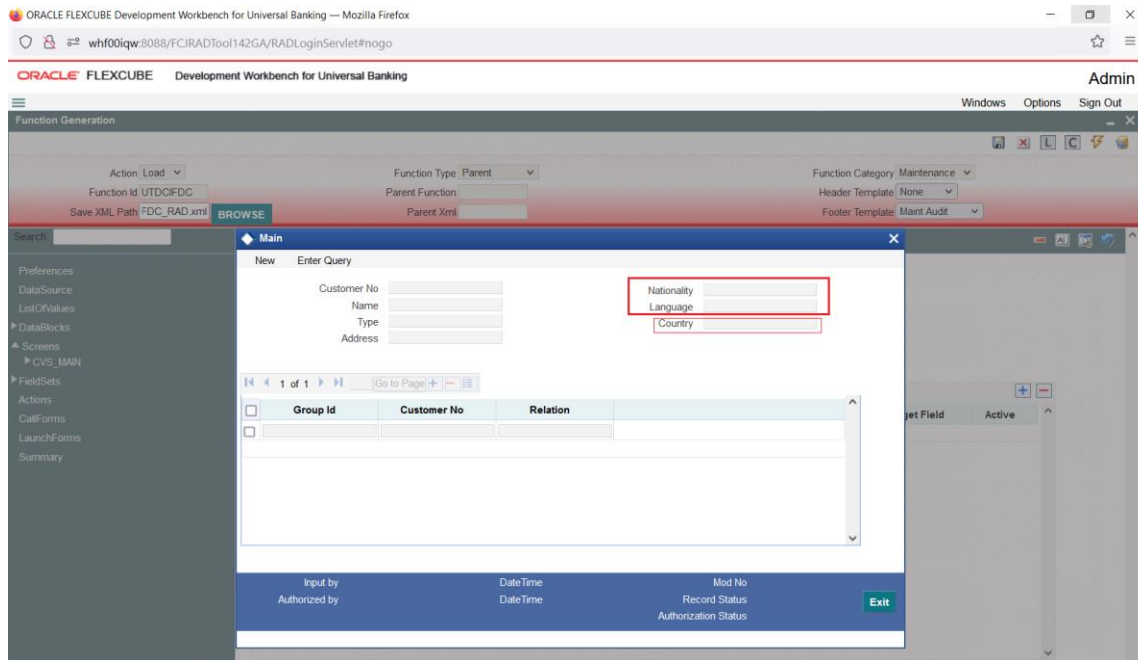 ORACLE FLEXCUBE Development Workbench for Universal Banking — Mozilla Firefox
whf00iqw:8088/FCJRADTool142GA/RADLoginServlet#nogo
ORACLE FLEXCUBE Development Workbench for Universal Banking Admin
Windows Options Sign Out
Function Generation
L C
Action Load Function Type Parent Function Category Maintenance
Function Id UTDCIFDC Parent Function Header Template None
Save XML Path FDC_RAD.xml BROWSE Parent Xml Footer Template Maint Audit
Search
Main
New Enter Query
Preferences
DataSource
ListOfValues
DataBlocks
Screens
CVS_MAIN
FieldSets
Actions
CallForms
LaunchForms
Summary
Customer No Nationality
Name Language
Type Country
Address
1 of 1 Go to Page
Group Id Customer No Relation
get Field Active
Input by DateTime Mod No
Authorized by DateTime Record Status
Authorization Status
Exit